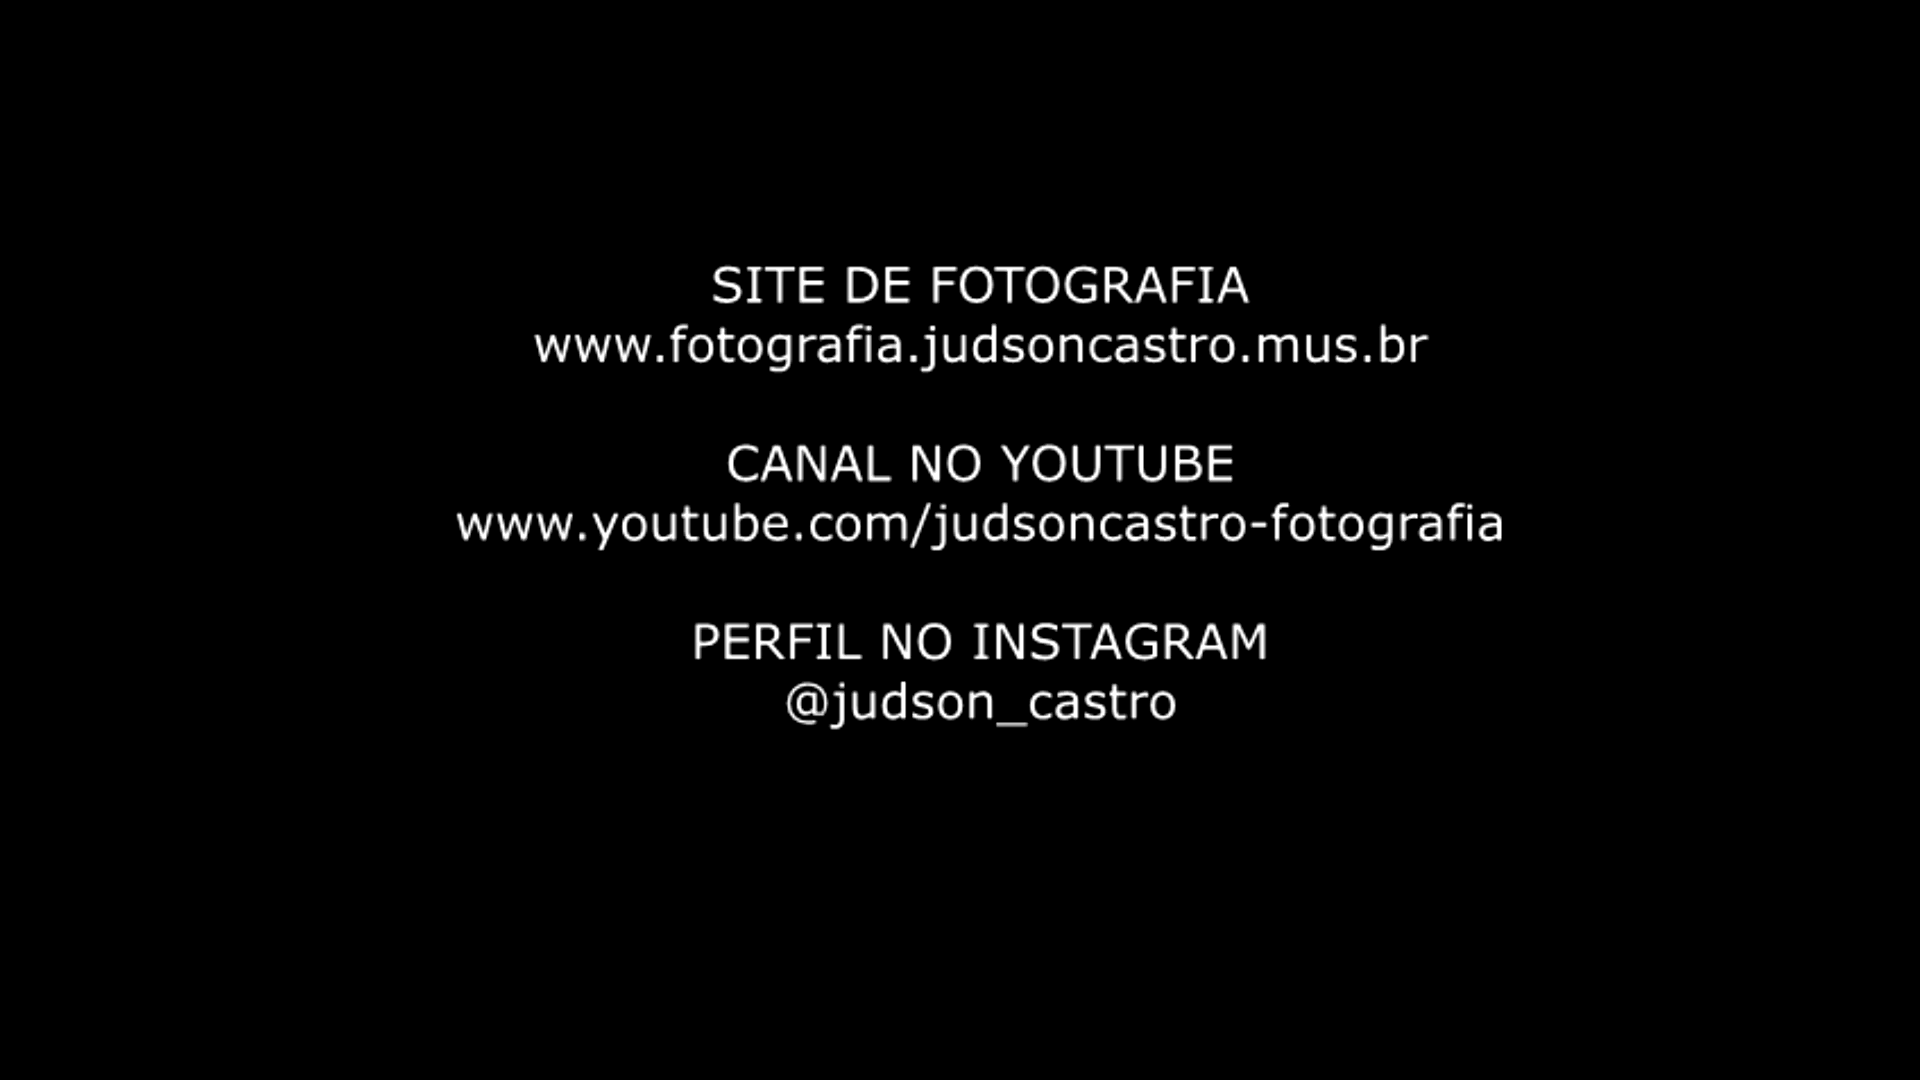 SITE DE FOTOGRAFIA
www.fotografia.judsoncastro.mus.br
CANAL NO YOUTUBE
www.youtube.com/judsoncastro-fotografia
PERFIL NO INSTAGRAM
@judson_castro